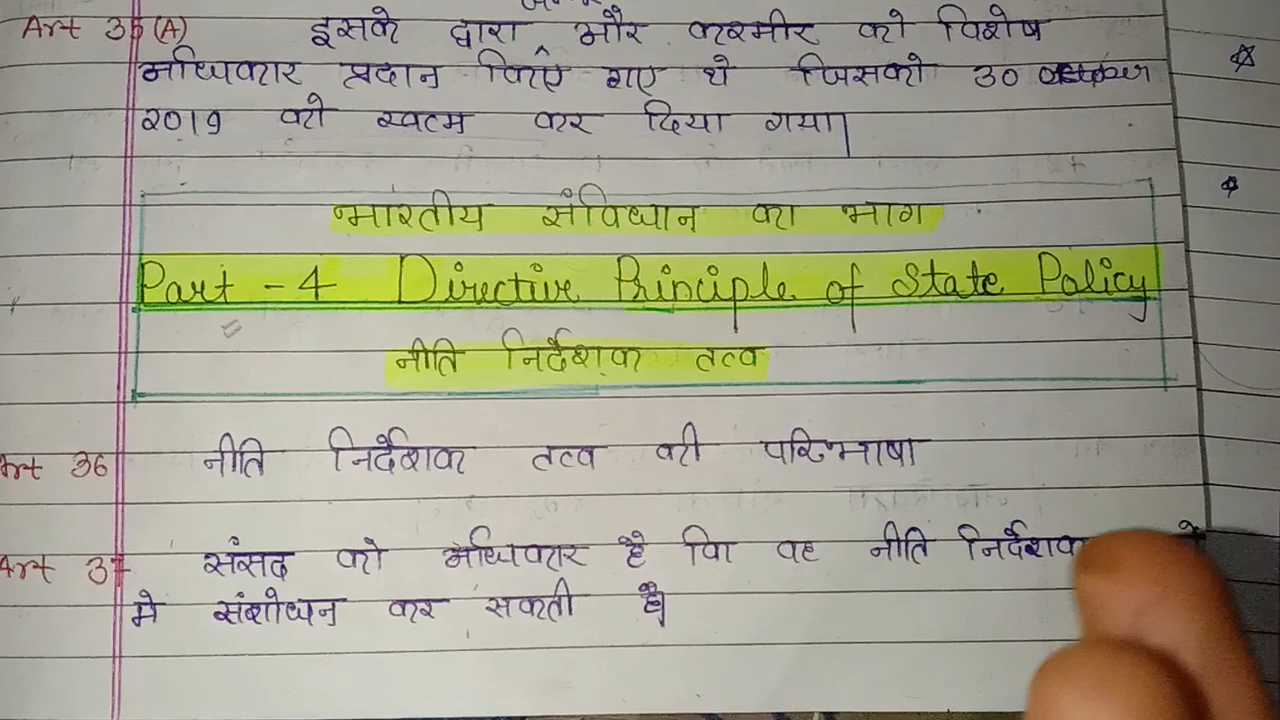 Art 35(A) इसके द्वारा और कश्मीर को विशेष
अधिकार प्रदान किए गए थे जिसको 30 October
2019 को खत्म कर दिया गया।
भारतीय संविधान का भाग
Part - 4 Directive Principle of State Policy
नीति निर्देशक तत्व
Art 36 नीति निर्देशक तत्व की परिभाषा
Art 37 संसद को अधिकार है कि वह नीति निर्देशक
मे संशोधन कर सकती है।